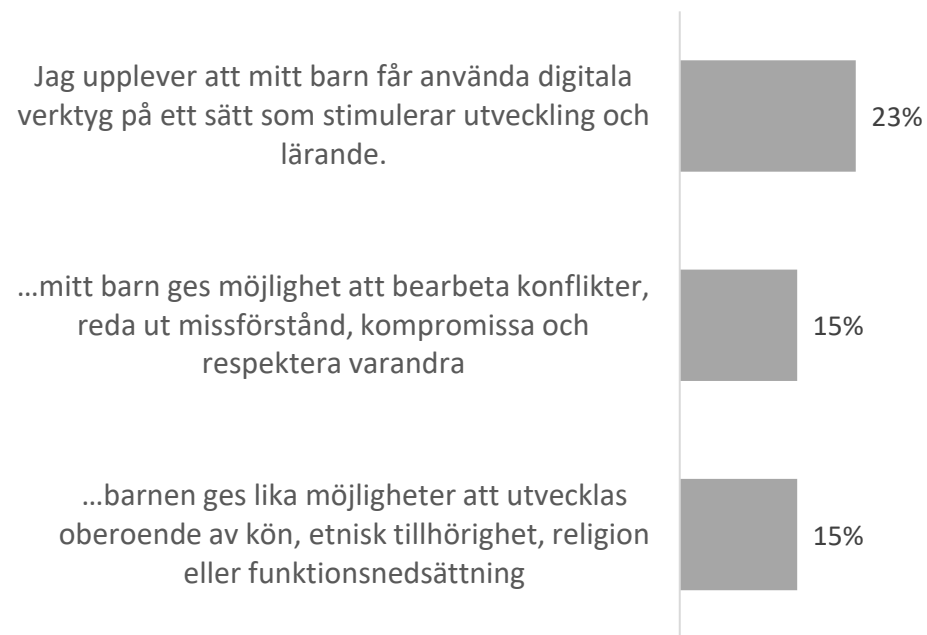 Jag upplever att mitt barn får använda digitala
verktyg på ett sätt som stimulerar utveckling och
lärande.
23%
…mitt barn ges möjlighet att bearbeta konflikter,
reda ut missförstånd, kompromissa och
respektera varandra
15%
…barnen ges lika möjligheter att utvecklas
oberoende av kön, etnisk tillhörighet, religion
eller funktionsnedsättning
15%